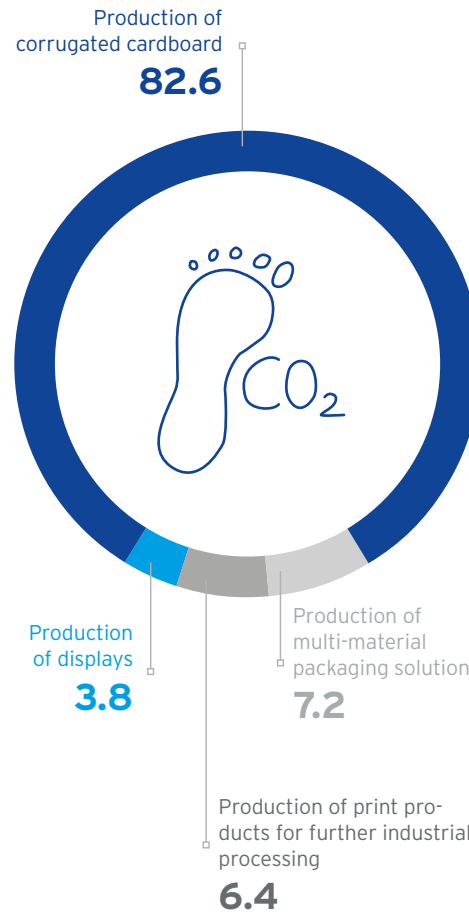 Production of
corrugated cardboard
82.6
CO₂
Production
of displays
3.8
Production of
multi-material
packaging solution
7.2
Production of print pro-
ducts for further industrial
processing
6.4